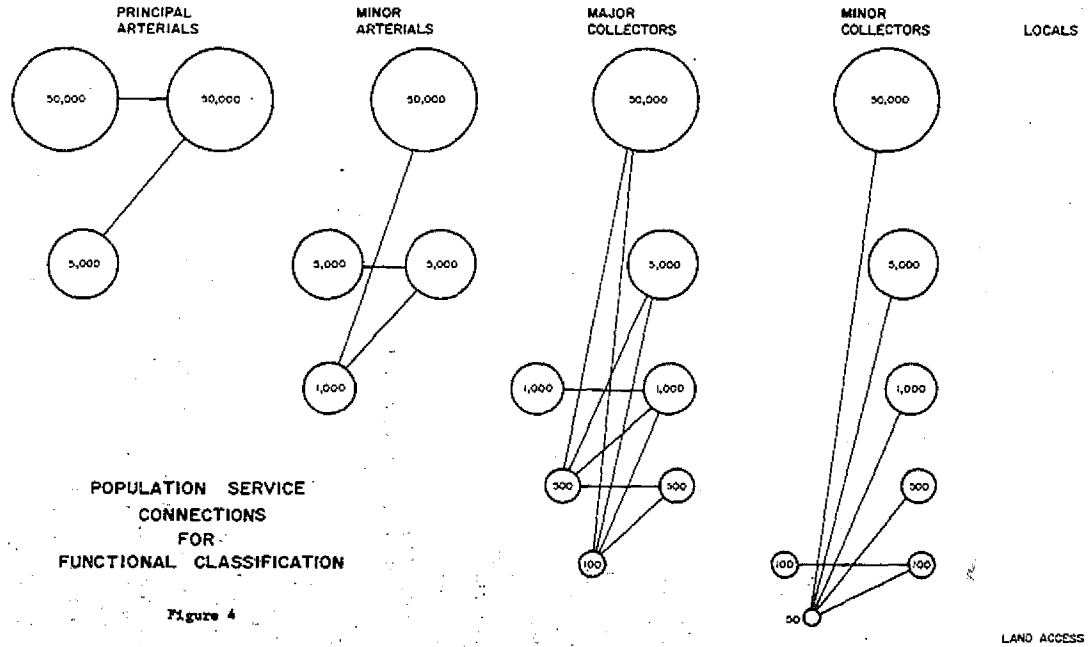 PRINCIPAL
ARTERIALS
MINOR
ARTERIALS
MAJOR
COLLECTORS
MINOR
COLLECTORS
LOCALS
50,000
50,000
50,000
50,000
50,000
5,000
5,000
5,000
5,000
5,000
1,000
1,000
1,000
1,000
500
500
500
100
100
100
50
POPULATION SERVICE
CONNECTIONS
FOR
FUNCTIONAL CLASSIFICATION
Figure 4
LAND ACCESS